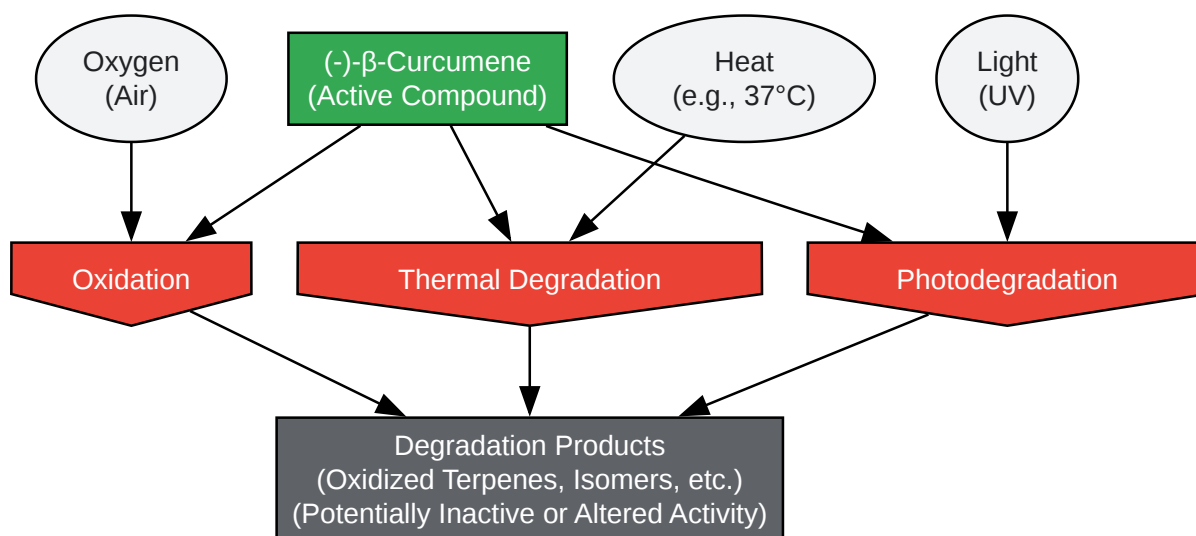 Oxygen
(Air)
(-)-β-Curcumene
(Active Compound)
Heat
(e.g., 37°C)
Light
(UV)
Oxidation
Thermal Degradation
Photodegradation
Degradation Products
(Oxidized Terpenes, Isomers, etc.)
(Potentially Inactive or Altered Activity)